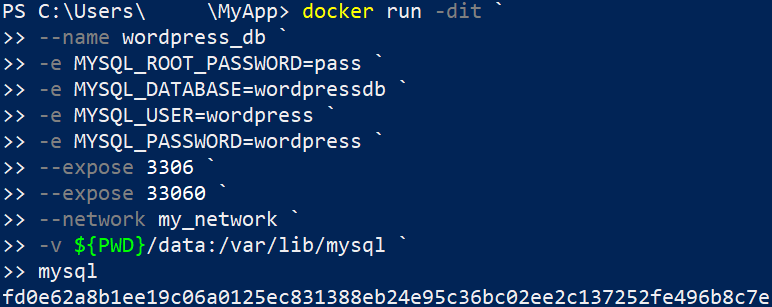 PS C:\Users\ \MyApp> docker run -dit `
>> --name wordpress_db `
>> -e MYSQL_ROOT_PASSWORD=pass `
>> -e MYSQL_DATABASE=wordpressdb `
>> -e MYSQL_USER=wordpress `
>> -e MYSQL_PASSWORD=wordpress `
>> --expose 3306 `
>> --expose 33060 `
>> --network my_network `
>> -v ${PWD}/data:/var/lib/mysql `
>> mysql
fd0e62a8b1ee19c06a0125ec831388eb24e95c36bc02ee2c137252fe496b8c7e